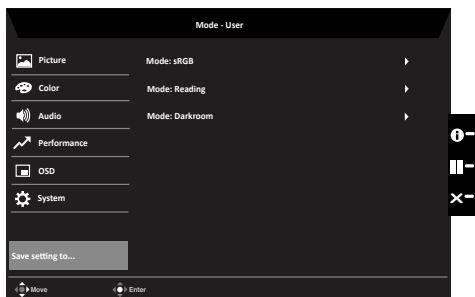 Mode - User
Picture
Mode: sRGB
Color
Mode: Reading
Audio
Mode: Darkroom
Performance
OSD
System
Save setting to...
Move
Enter